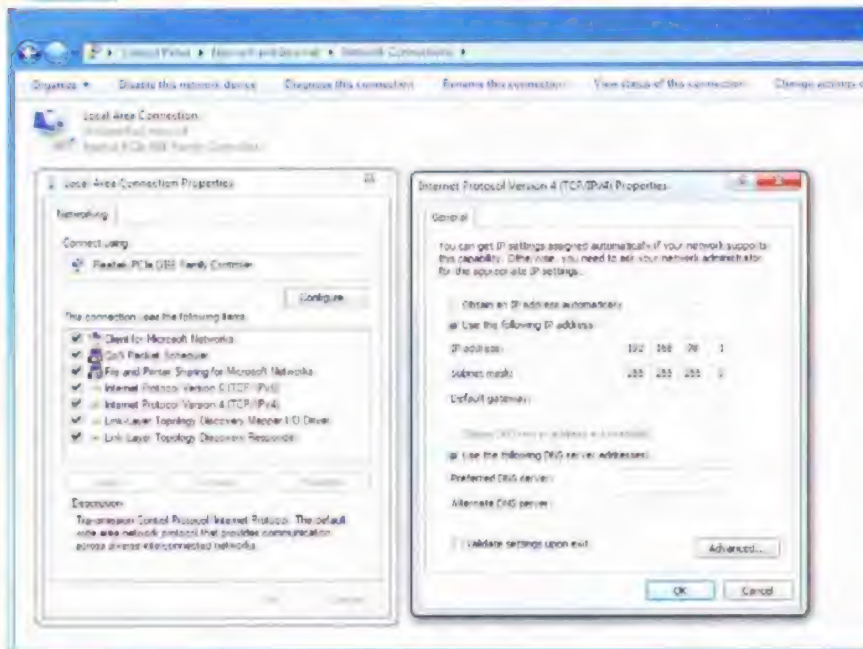 Control Panel ▸ Network and Internet ▸ Network Connections ▸
Organize
Disable this network device
Diagnose this connection
Rename this connection
View status of this connection
Change settings
Local Area Connection
Local Area Connection Properties
Networking
Connect using:
Realtek PCIe GBE Family Controller
Configure...
This connection uses the following items:
Client for Microsoft Networks
QoS Packet Scheduler
File and Printer Sharing for Microsoft Networks
Internet Protocol Version 6 (TCP/IPv6)
Internet Protocol Version 4 (TCP/IPv4)
Link-Layer Topology Discovery Mapper I/O Driver
Link-Layer Topology Discovery Responder
Description
Transmission Control Protocol/Internet Protocol. The default
wide area network protocol that provides communication
across diverse interconnected networks.
Internet Protocol Version 4 (TCP/IPv4) Properties
General
You can get IP settings assigned automatically if your network supports
this capability. Otherwise, you need to ask your network administrator
for the appropriate IP settings.
Obtain an IP address automatically
Use the following IP address:
IP address: 192 168 1
Subnet mask: 255 255 255
Default gateway:
Use the following DNS server addresses:
Preferred DNS server:
Alternate DNS server:
Validate settings upon exit
Advanced...
OK
Cancel